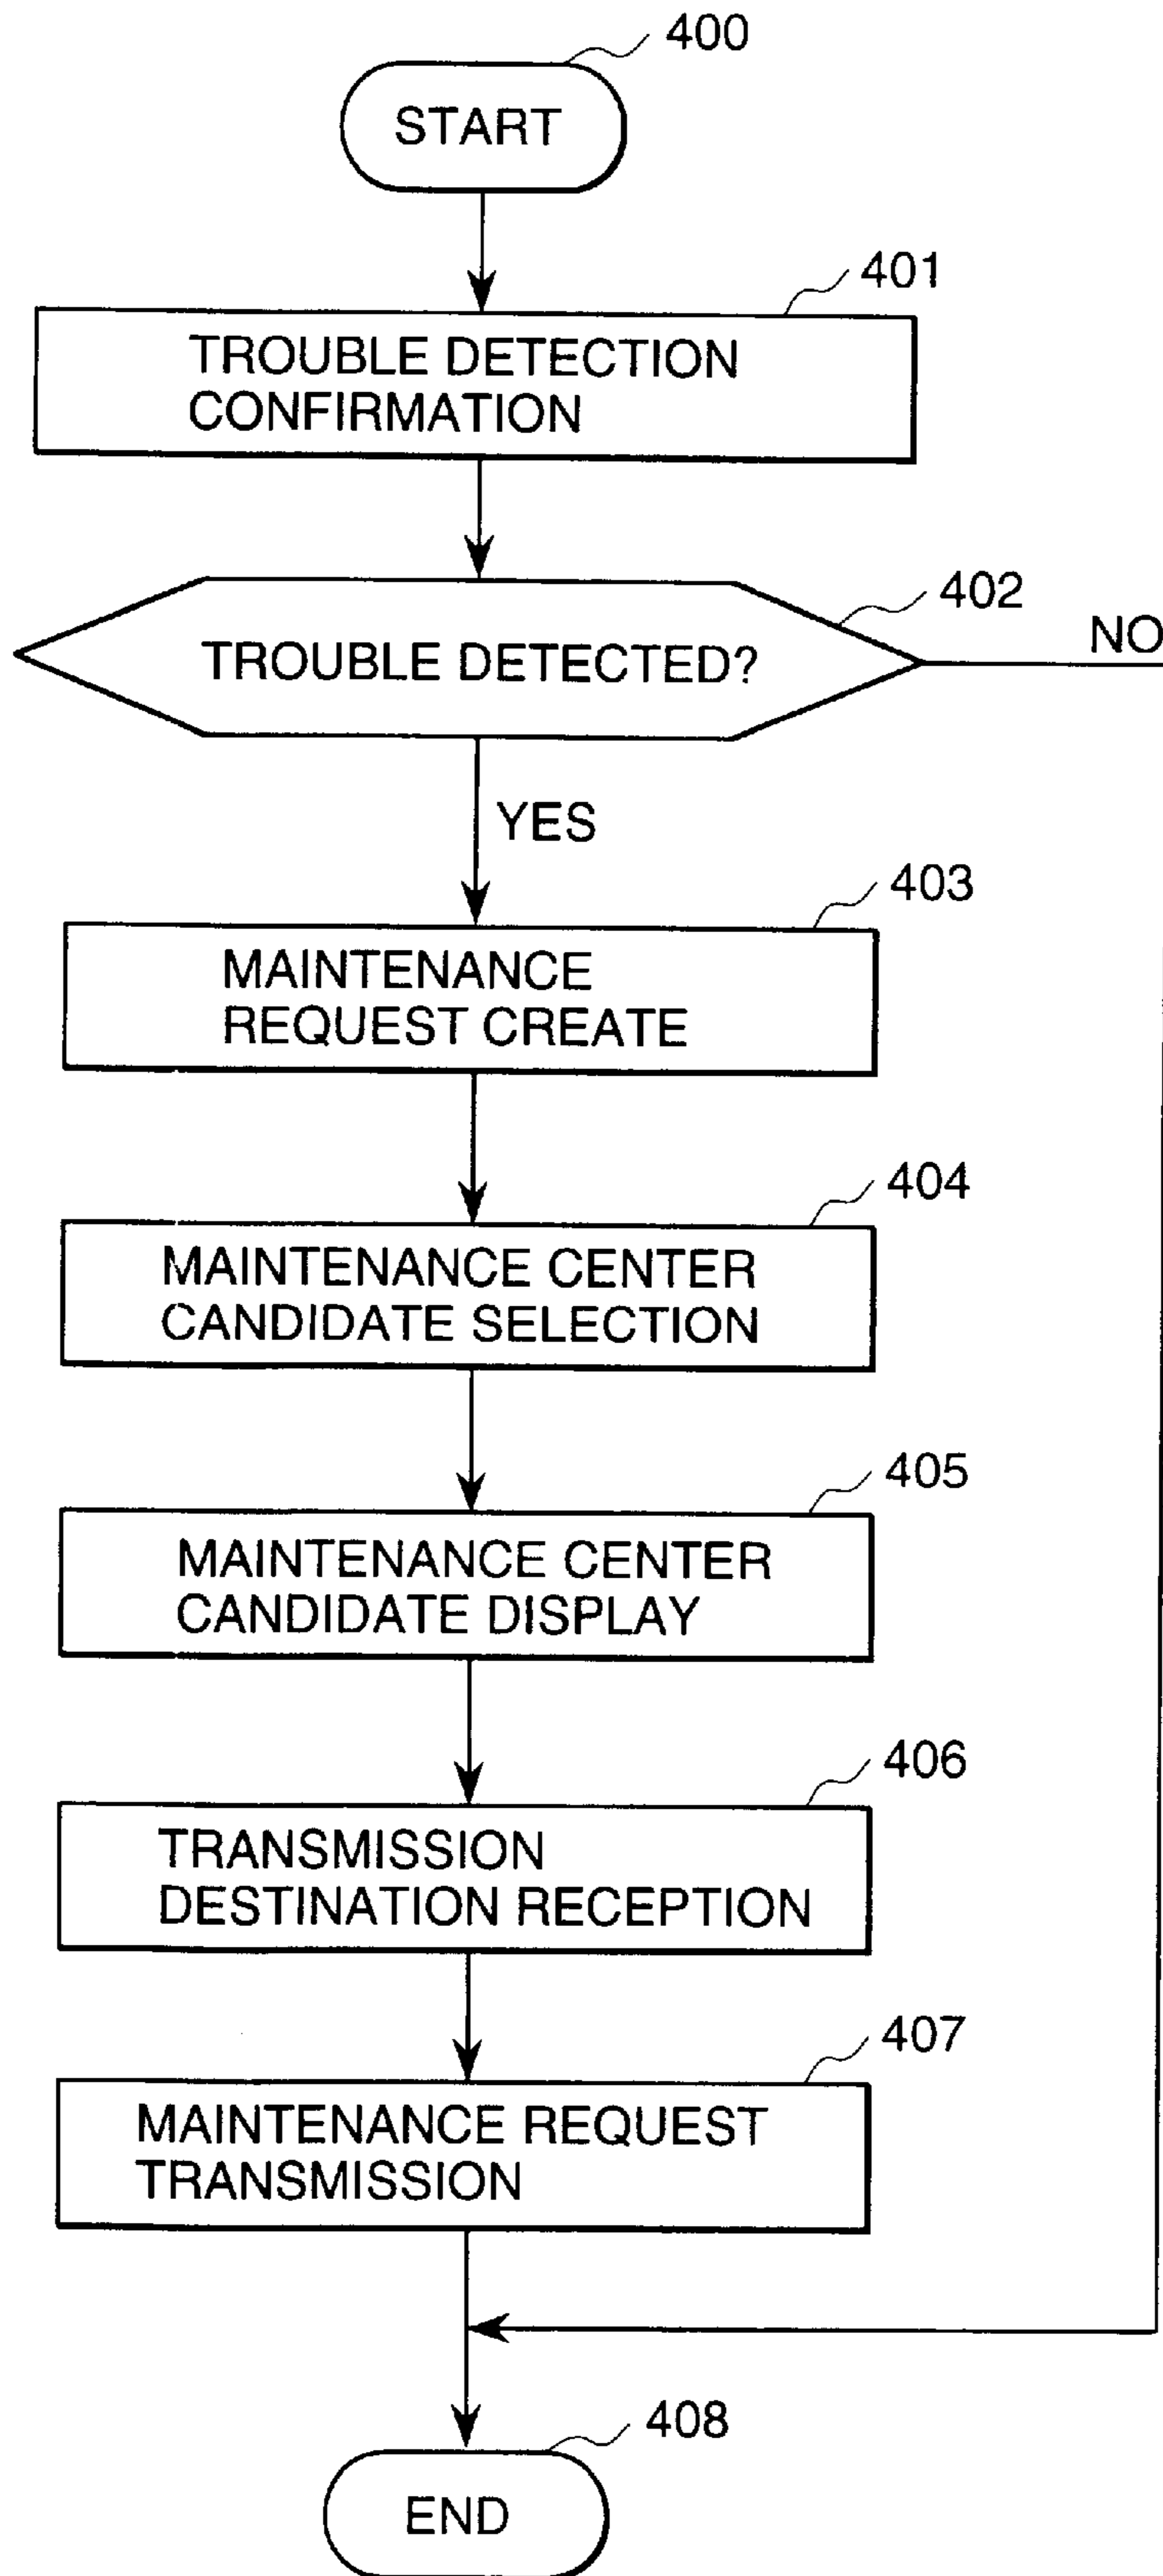 400
START
401
TROUBLE DETECTION
CONFIRMATION
402
TROUBLE DETECTED?
NO
YES
403
MAINTENANCE
REQUEST CREATE
404
MAINTENANCE CENTER
CANDIDATE SELECTION
405
MAINTENANCE CENTER
CANDIDATE DISPLAY
406
TRANSMISSION
DESTINATION RECEPTION
407
MAINTENANCE REQUEST
TRANSMISSION
408
END